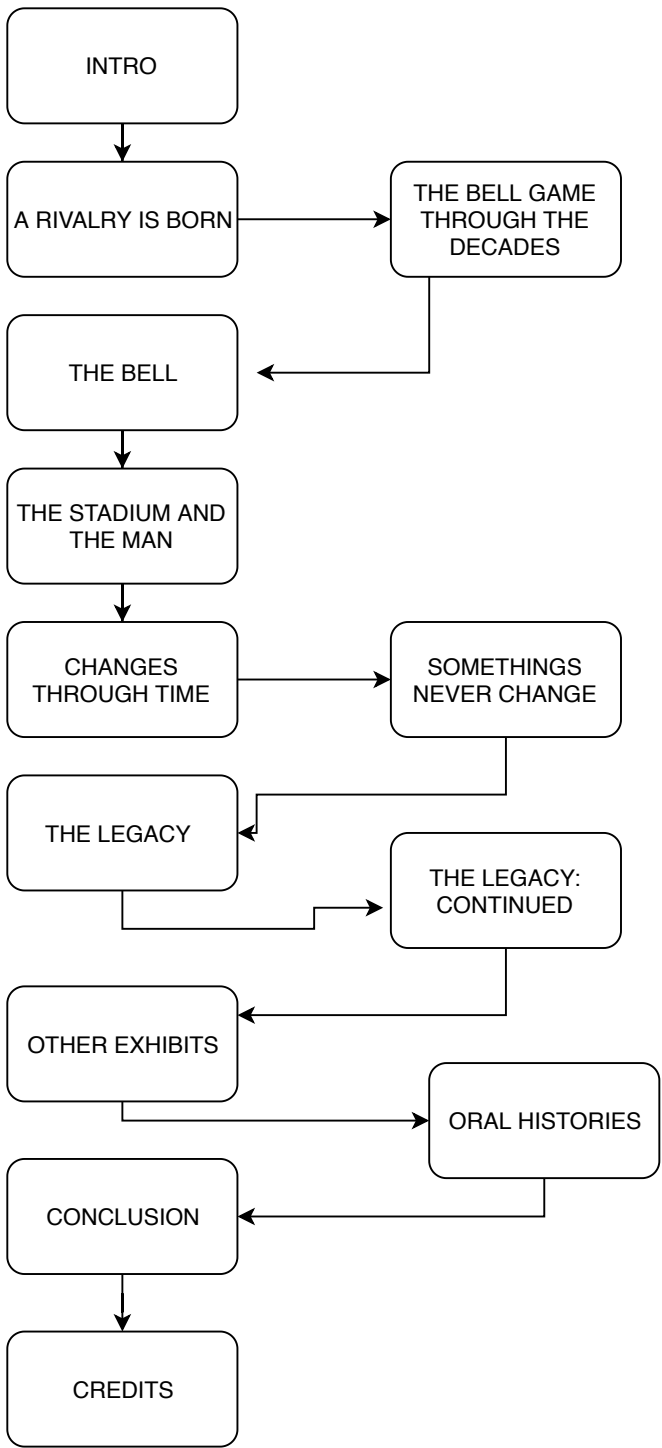 INTRO
A RIVALRY IS BORN
THE BELL GAME
THROUGH THE
DECADES
THE BELL
THE STADIUM AND
THE MAN
CHANGES
THROUGH TIME
SOMETHINGS
NEVER CHANGE
THE LEGACY
THE LEGACY:
CONTINUED
OTHER EXHIBITS
ORAL HISTORIES
CONCLUSION
CREDITS